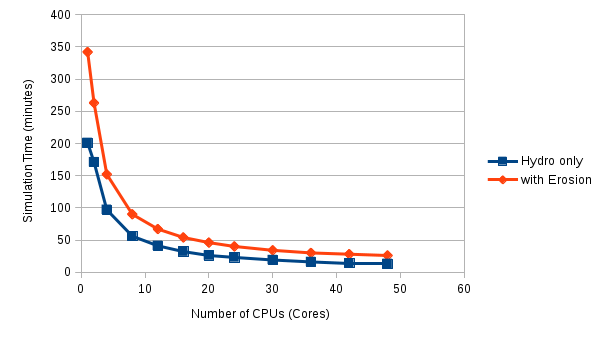 400
350
300
250
200
150
100
50
0
Simulation Time (minutes)
0 10 20 30 40 50 60
Number of CPUs (Cores)
Hydro only
with Erosion